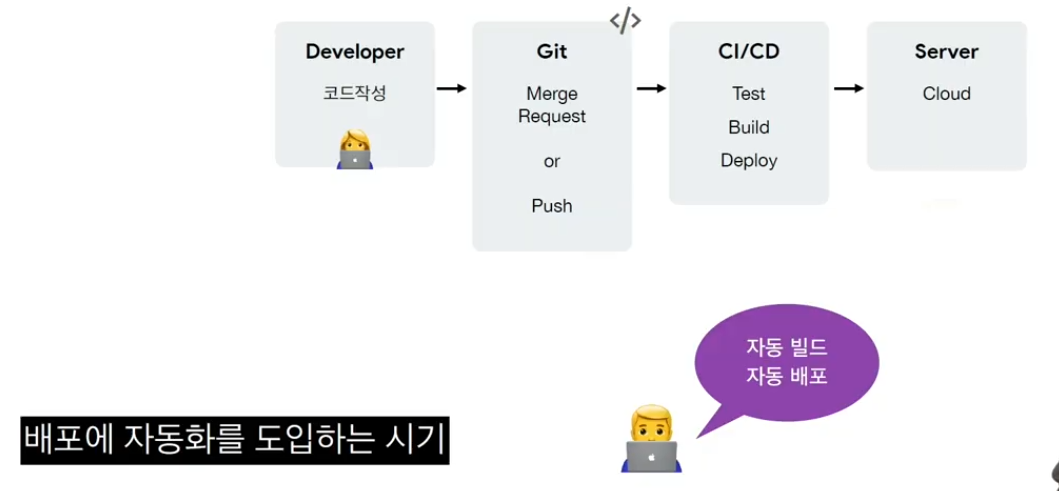 </>
Developer
코드작성
Git
Merge
Request
or
Push
CI/CD
Test
Build
Deploy
Server
Cloud
자동 빌드
자동 배포
배포에 자동화를 도입하는 시기